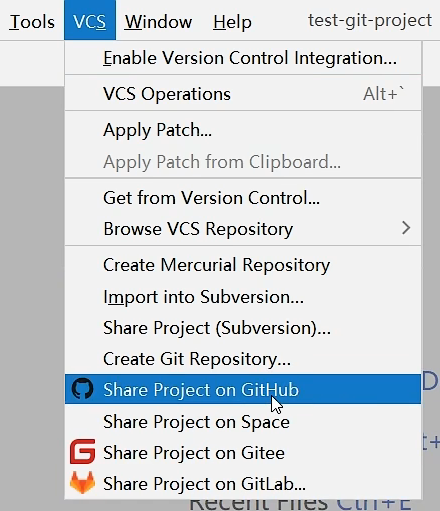 Tools VCS Window Help test-git-project
Enable Version Control Integration...
VCS Operations Alt+`
Apply Patch...
Apply Patch from Clipboard...
Get from Version Control...
Browse VCS Repository
Create Mercurial Repository
Import into Subversion...
Share Project (Subversion)...
Create Git Repository...
Share Project on GitHub
Share Project on Space
Share Project on Gitee
Share Project on GitLab...
Recent Files Ctrl+E